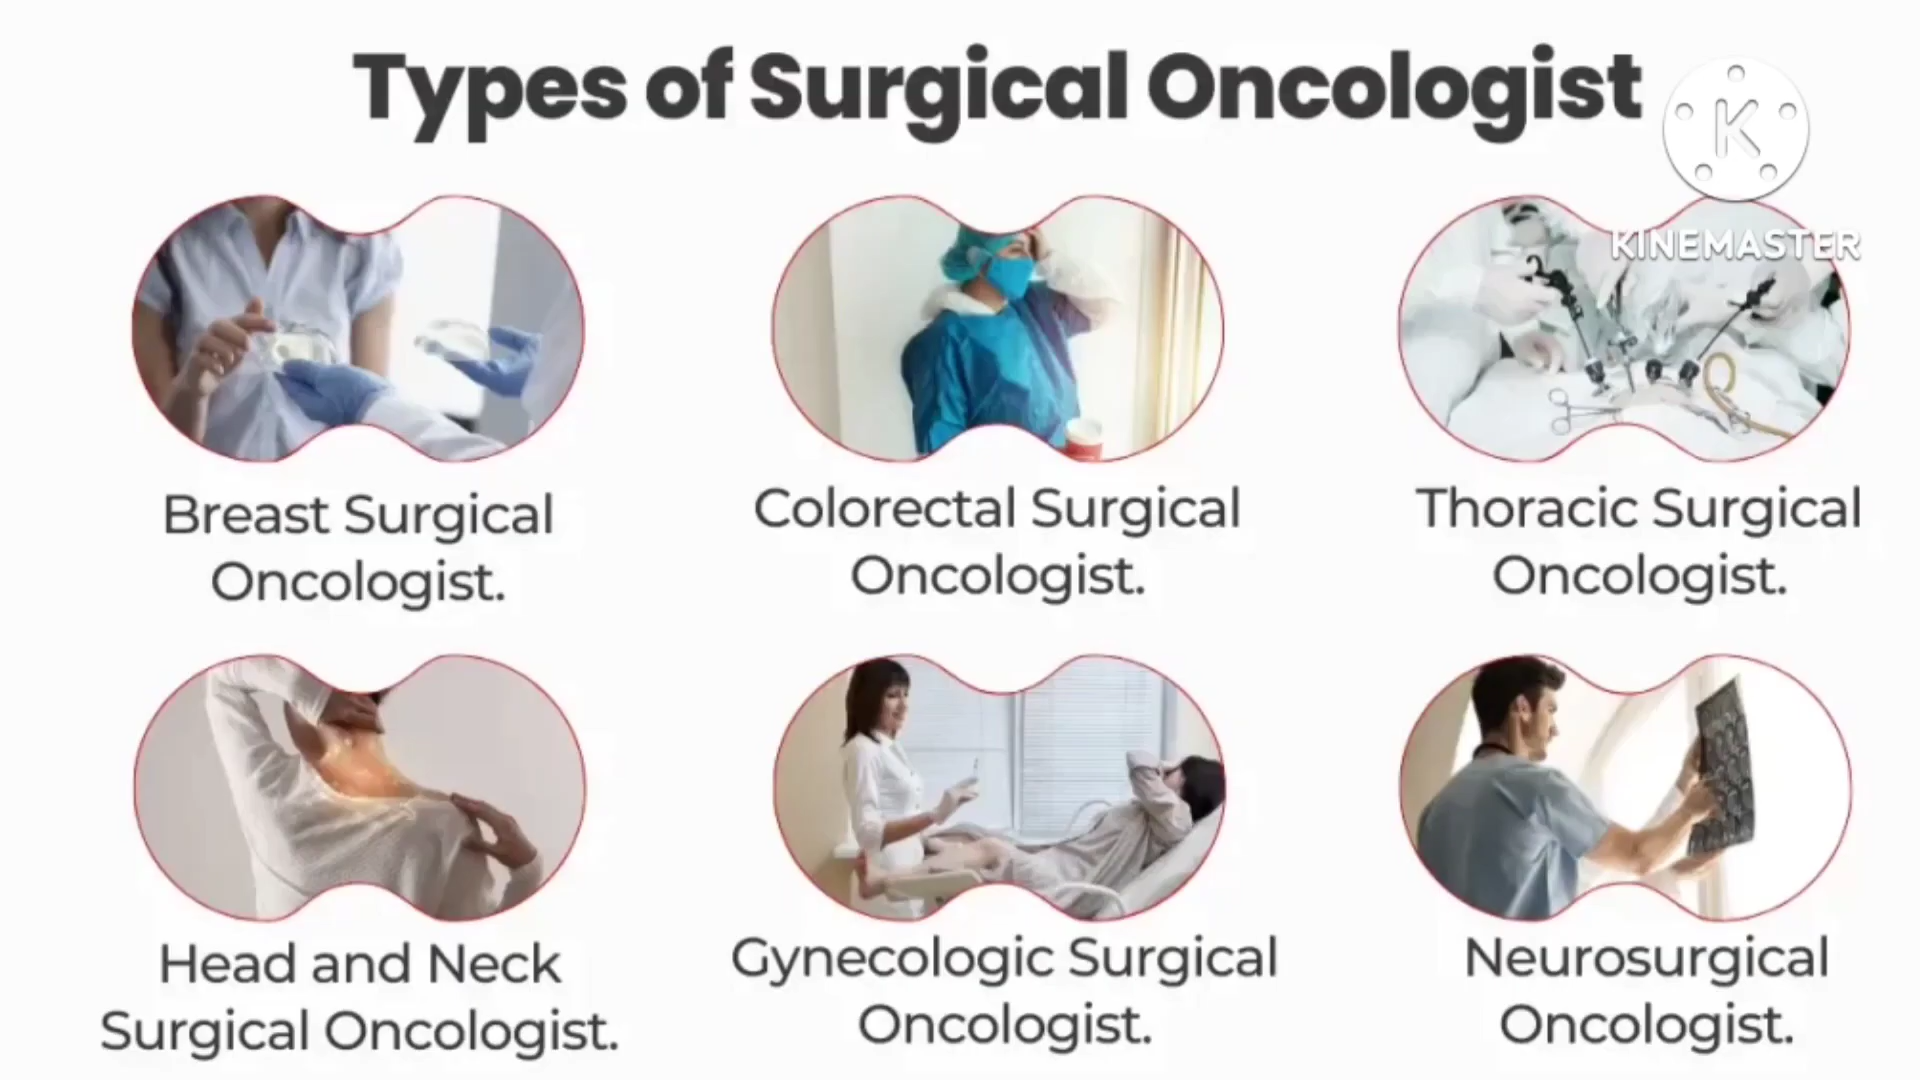 Types of Surgical Oncologist
K
KINEMASTER
Breast Surgical
Oncologist.
Colorectal Surgical
Oncologist.
Thoracic Surgical
Oncologist.
Head and Neck
Surgical Oncologist.
Gynecologic Surgical
Oncologist.
Neurosurgical
Oncologist.